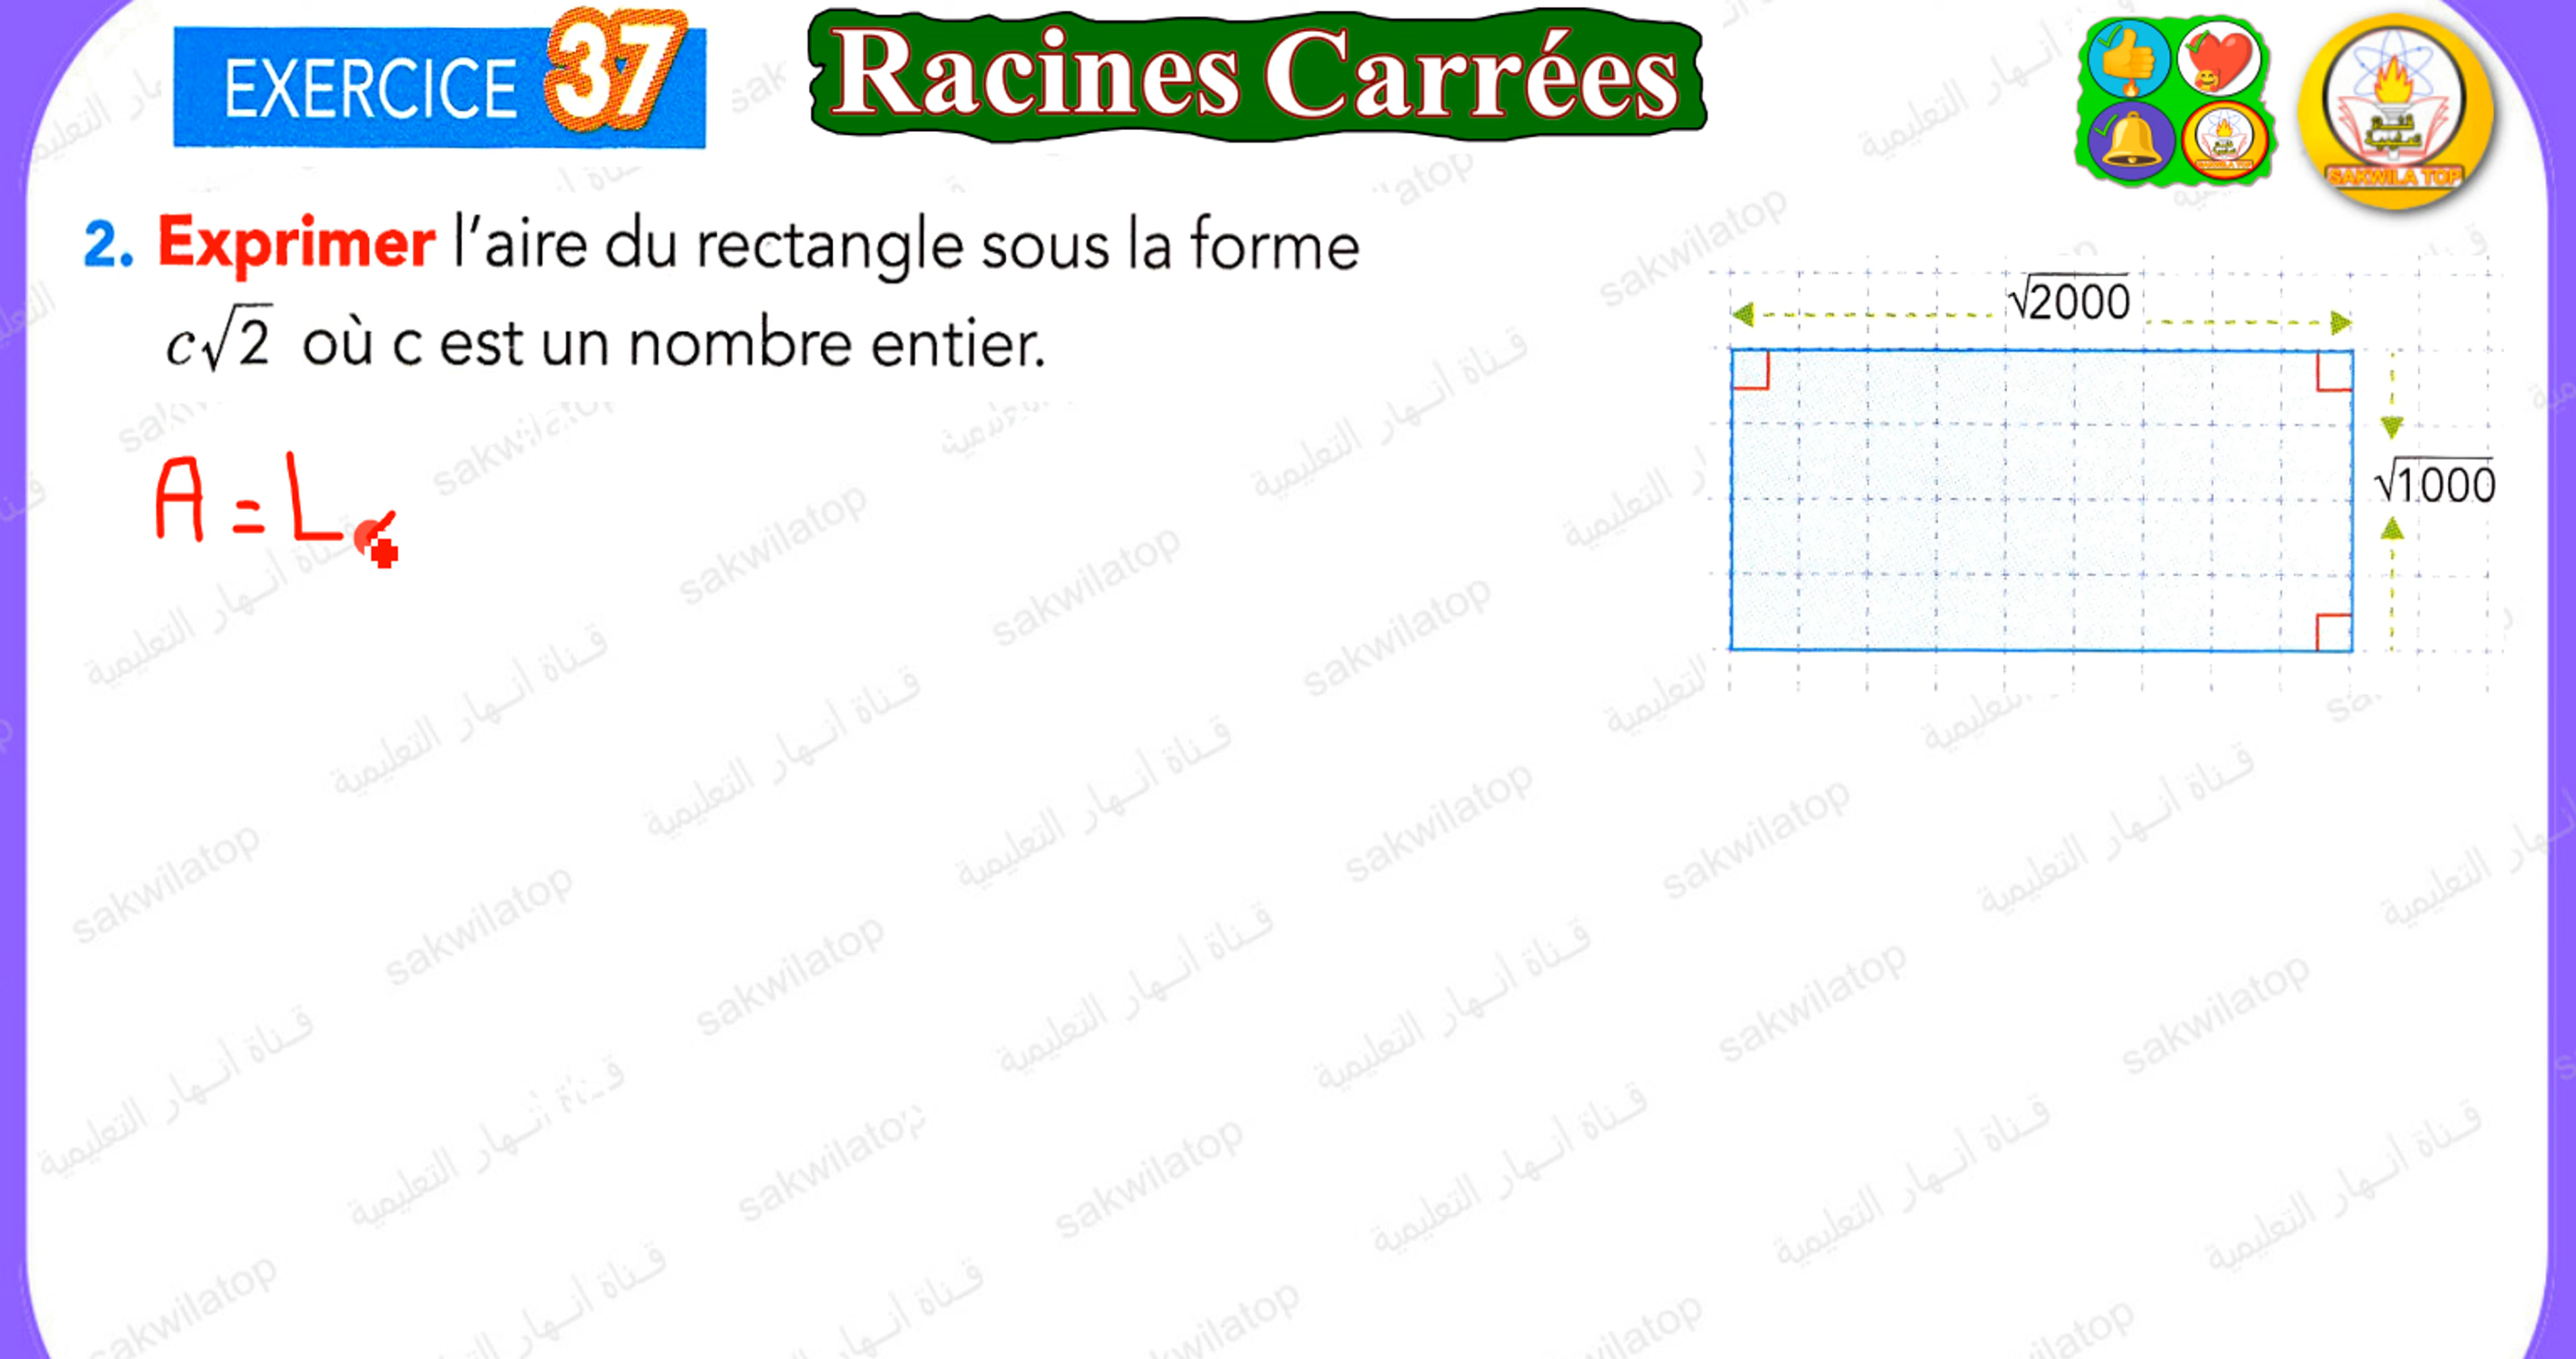 EXERCICE 37
Racines Carrées
SAKWILA TOP
2. Exprimer l'aire du rectangle sous la forme
c√2 où c est un nombre entier.
√2000
√1000
A = L
sakwilatop
قناة أنهار التعليمية